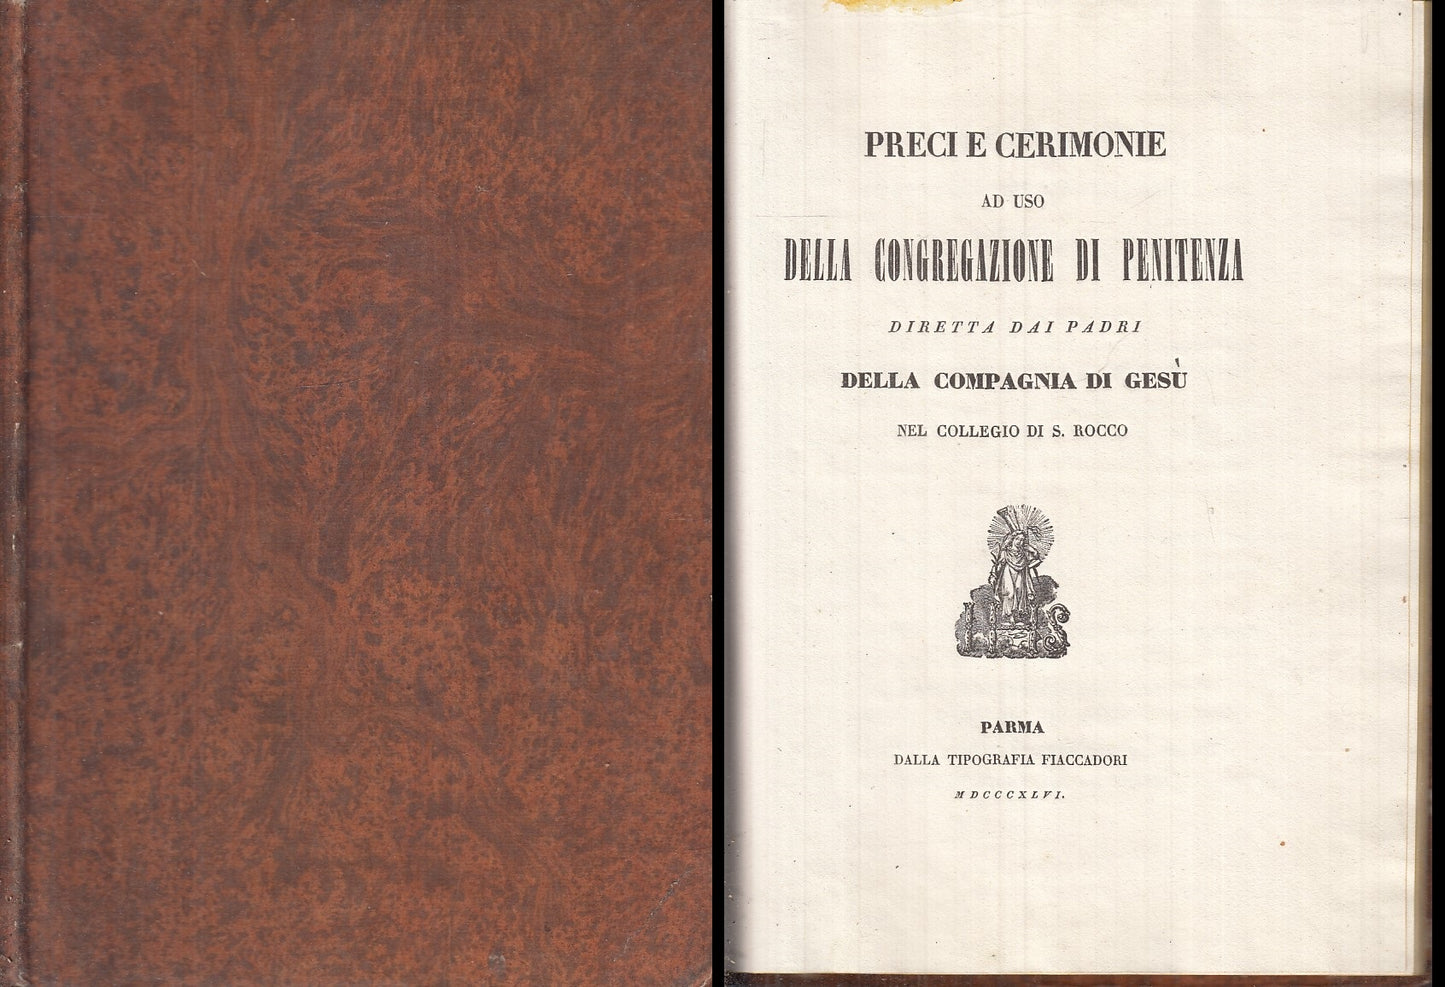 PRECI E CERIMONIE
AD USO
DELLA CONGREGAZIONE DI PENITENZA
DIRETTA DAI PADRI
DELLA COMPAGNIA DI GESÙ
NEL COLLEGIO DI S. ROCCO
PARMA
DALLA TIPOGRAFIA FIACCADORI
MDCCCXLVI.